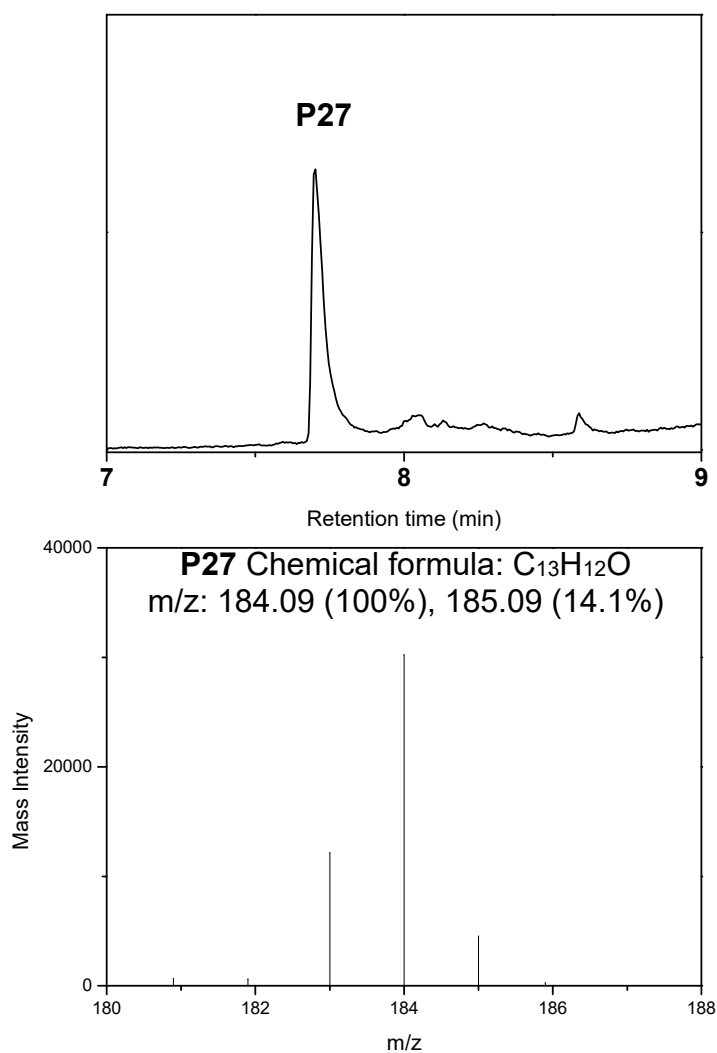 P27
7
8
9
Retention time (min)
40000
P27 Chemical formula: C₁₃H₁₂O
m/z: 184.09 (100%), 185.09 (14.1%)
Mass Intensity
20000
0
180
182
184
186
188
m/z